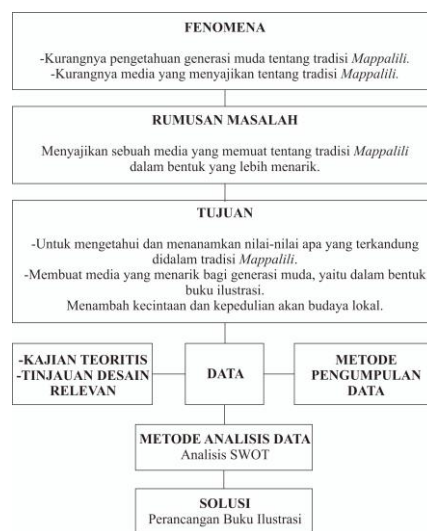 FENOMENA
-Kurangnya pengetahuan generasi muda tentang tradisi Mappalili.
-Kurangnya media yang menyajikan tentang tradisi Mappalili.
RUMUSAN MASALAH
Menyajikan sebuah media yang memuat tentang tradisi Mappalili
dalam bentuk yang lebih menarik.
TUJUAN
-Untuk mengetahui dan menanamkan nilai-nilai apa yang terkandung
didalam tradisi Mappalili.
-Membuat media yang menarik bagi generasi muda, yaitu dalam bentuk
buku ilustrasi.
Menambah kecintaan dan kepedulian akan budaya lokal.
-KAJIAN TEORITIS
-TINJAUAN DESAIN
RELEVAN
DATA
METODE
PENGUMPULAN
DATA
METODE ANALISIS DATA
Analisis SWOT
SOLUSI
Perancangan Buku Ilustrasi